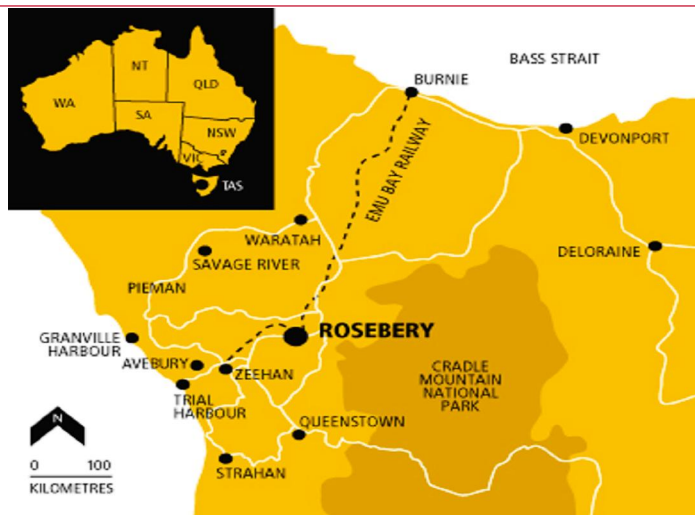 NT
QLD
WA
SA
NSW
VIC
TAS
BASS STRAIT
BURNIE
DEVONPORT
EMU BAY RAILWAY
WARATAH
SAVAGE RIVER
DELORAINE
PIEMAN
ROSEBERY
GRANVILLE
HARBOUR
AVEBURY
ZEEHAN
CRADLE
MOUNTAIN
NATIONAL
PARK
TRIAL
HARBOUR
QUEENSTOWN
STRAHAN
N
0 100
KILOMETRES